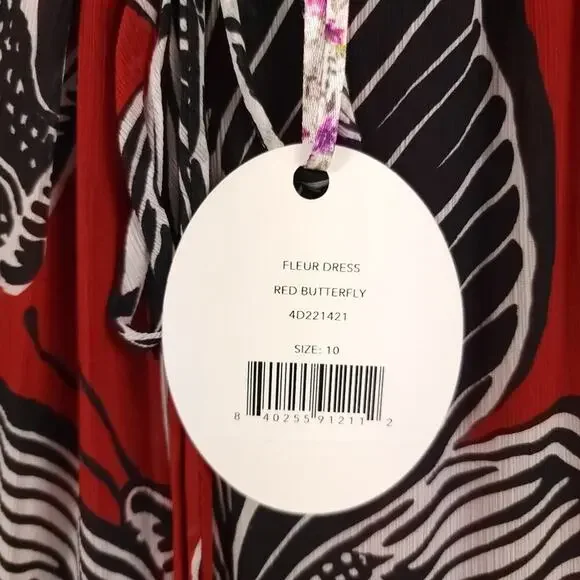 FLEUR DRESS
RED BUTTERFLY
4D221421
SIZE: 10
8 40255 91211 2